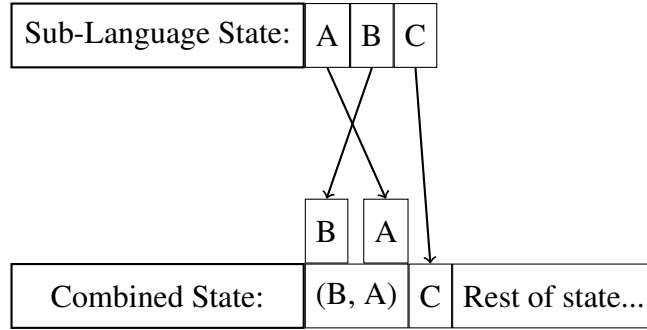 Sub-Language State: A B C
B A
Combined State: (B, A) C Rest of state...